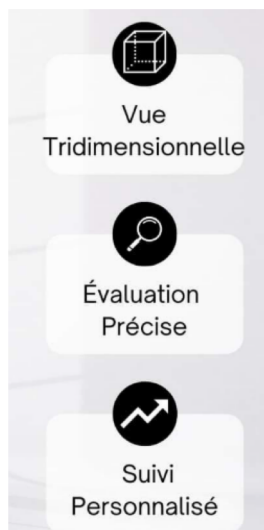 Vue
Tridimensionnelle
Évaluation
Précise
Suivi
Personnalisé